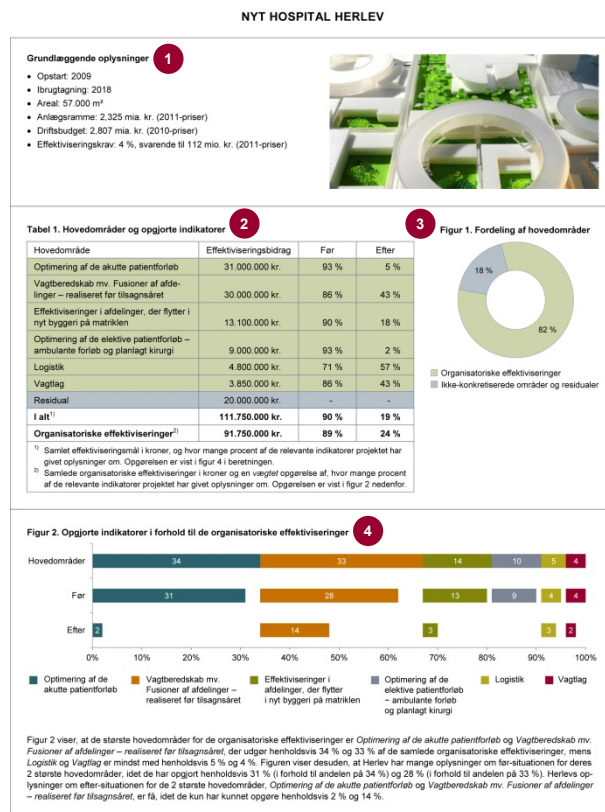 NYT HOSPITAL HERLEV
Grundlæggende oplysninger
1
• Opstart: 2009
• Ibrugtagning: 2018
• Areal: 57.000 m²
• Anlægsramme: 2,325 mia. kr. (2011-priser)
• Driftsbudget: 2,807 mia. kr. (2010-priser)
• Effektiviseringskrav: 4 %, svarende til 112 mio. kr. (2011-priser)
Tabel 1. Hovedområder og opgjorte indikatorer
2
Hovedområde Effektiviseringsbidrag Før Efter
Optimering af de akutte patientforløb 31.000.000 kr. 93 % 5 %
Vagtberedskab mv. Fusioner af afde-
linger – realiseret før tilsagnsåret 30.000.000 kr. 86 % 43 %
Effektiviseringer i afdelinger, der flytter
i nyt byggeri på matriklen 13.100.000 kr. 90 % 18 %
Optimering af de elektive patientforløb –
ambulante forløb og planlagt kirurgi 9.000.000 kr. 93 % 2 %
Logistik 4.800.000 kr. 71 % 57 %
Vagtlag 3.850.000 kr. 86 % 43 %
Residual 20.000.000 kr. - -
I alt¹⁾ 111.750.000 kr. 90 % 19 %
Organisatoriske effektiviseringer²⁾ 91.750.000 kr. 89 % 24 %
¹⁾ Samlet effektiviseringsmål i kroner, og hvor mange procent af de relevante indikatorer projektet har
givet oplysninger om. Opgørelsen er vist i figur 4 i beretningen.
²⁾ Samlede organisatoriske effektiviseringer i kroner og en vægtet opgørelse af, hvor mange procent
af de relevante indikatorer projektet har givet oplysninger om. Opgørelsen er vist i figur 2 nedenfor.
3
Figur 1. Fordeling af hovedområder
18 %
82 %
Organisatoriske effektiviseringer
Ikke-konkretiserede områder og residualer
Figur 2. Opgjorte indikatorer i forhold til de organisatoriske effektiviseringer
4
Hovedområder 34 33 14 10 5 4
Før 31 28 13 9 4 4
Efter 2 14 3 3 2
0% 10% 20% 30% 40% 50% 60% 70% 80% 90% 100%
Optimering af de
akutte patientforløb
Vagtberedskab mv.
Fusioner af afdelinger –
realiseret før tilsagnsåret
Effektiviseringer i
afdelinger, der flytter
i nyt byggeri på matriklen
Optimering af de
elektive patientforløb
– ambulante forløb
og planlagt kirurgi
Logistik
Vagtlag
Figur 2 viser, at de største hovedområder for de organisatoriske effektiviseringer er Optimering af de akutte patientforløb og Vagtberedskab mv.
Fusioner af afdelinger – realiseret før tilsagnsåret, der udgør henholdsvis 34 % og 33 % af de samlede organisatoriske effektiviseringer, mens
Logistik og Vagtlag er mindst med henholdsvis 5 % og 4 %. Figuren viser desuden, at Herlev har mange oplysninger om før-situationen for deres
2 største hovedområder, idet de har opgjort henholdsvis 31 % (i forhold til andelen på 34 %) og 28 % (i forhold til andelen på 33 %). Herlevs op-
lysninger om efter-situationen for de 2 største hovedområder, Optimering af de akutte patientforløb og Vagtberedskab mv. Fusioner af afdelinger
– realiseret før tilsagnsåret, er få, idet de kun har kunnet opgøre henholdsvis 2 % og 14 %.